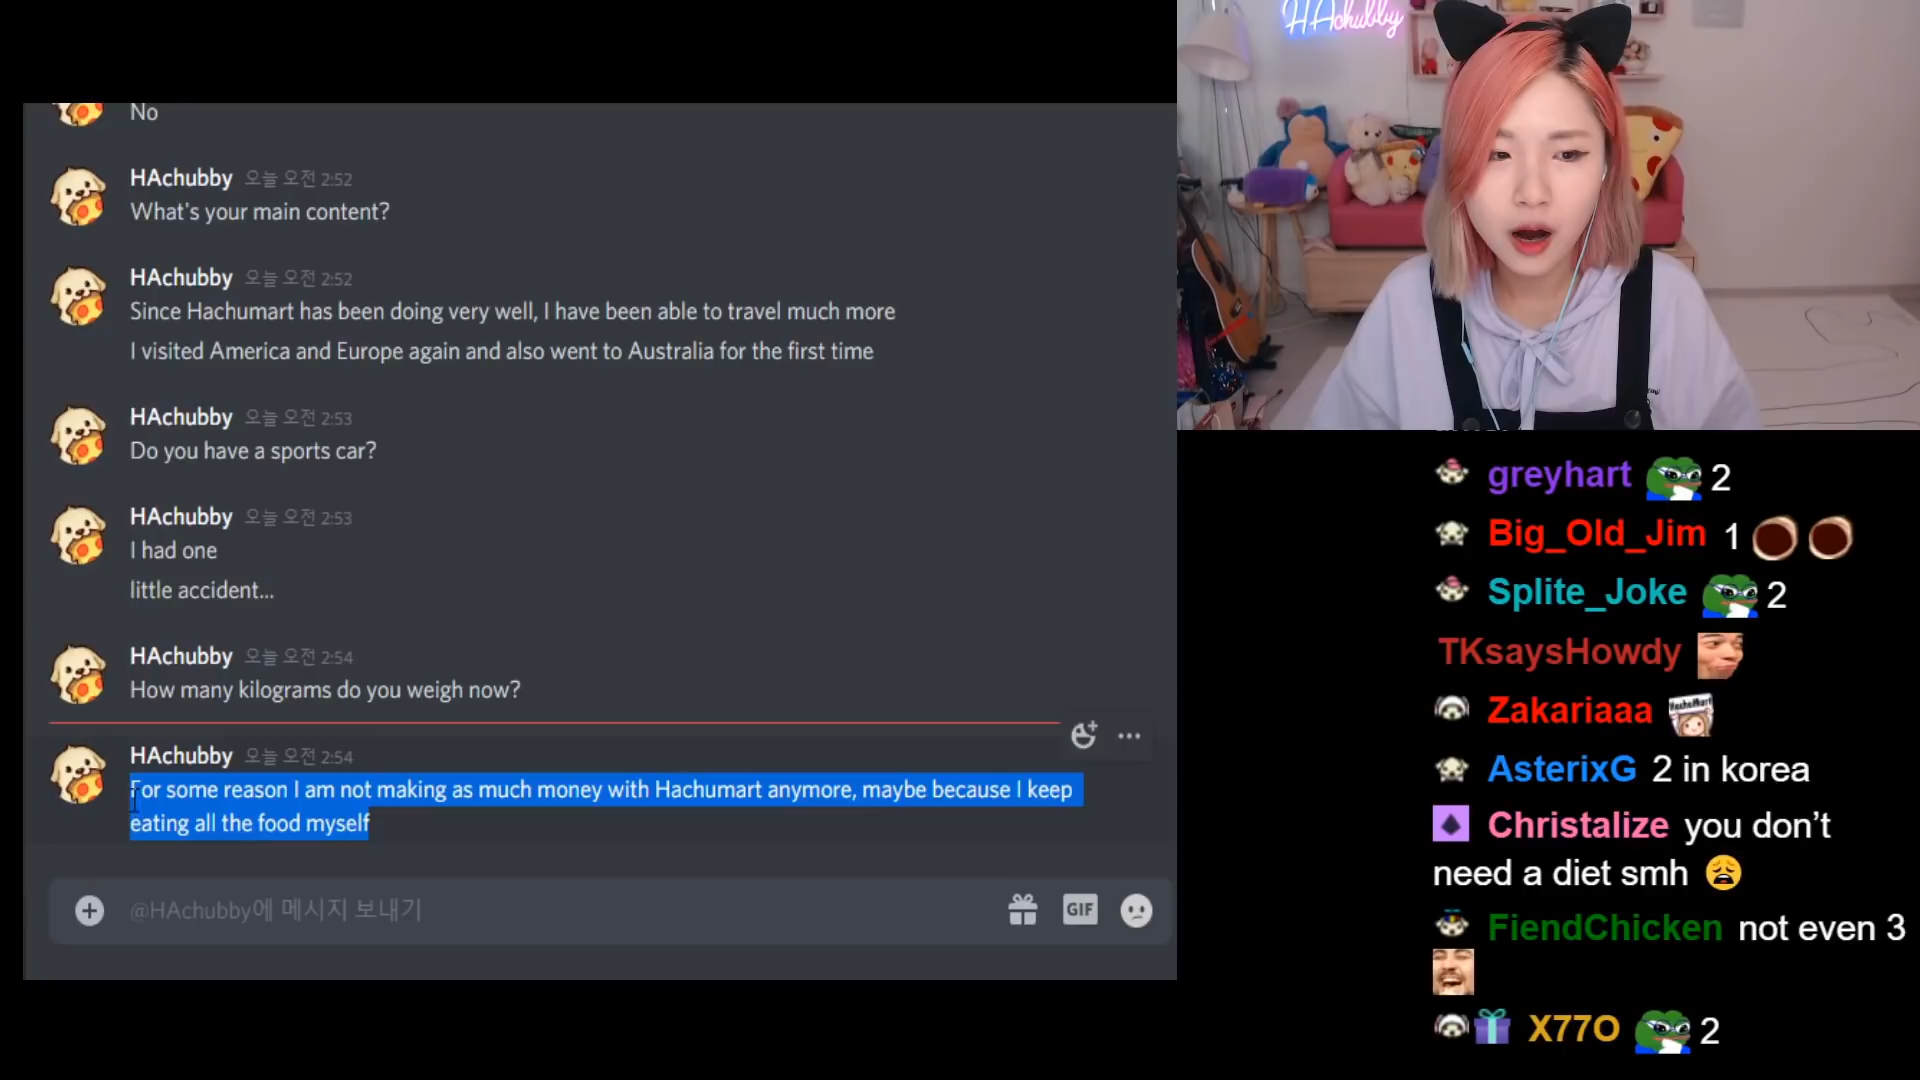 No
HAchubby 오늘 오전 2:52
What's your main content?
HAchubby 오늘 오전 2:52
Since Hachumart has been doing very well, I have been able to travel much more
I visited America and Europe again and also went to Australia for the first time
HAchubby 오늘 오전 2:53
Do you have a sports car?
HAchubby 오늘 오전 2:53
I had one
little accident...
HAchubby 오늘 오전 2:54
How many kilograms do you weigh now?
HAchubby 오늘 오전 2:54
For some reason I am not making as much money with Hachumart anymore, maybe because I keep
eating all the food myself
@HAchubby에 메시지 보내기
GIF
HAchubby
greyhart 2
Big_Old_Jim 1
Splite_Joke 2
TKsaysHowdy
Zakariaaa
AsterixG 2 in korea
Christalize you don't
need a diet smh
FiendChicken not even 3
X77O 2